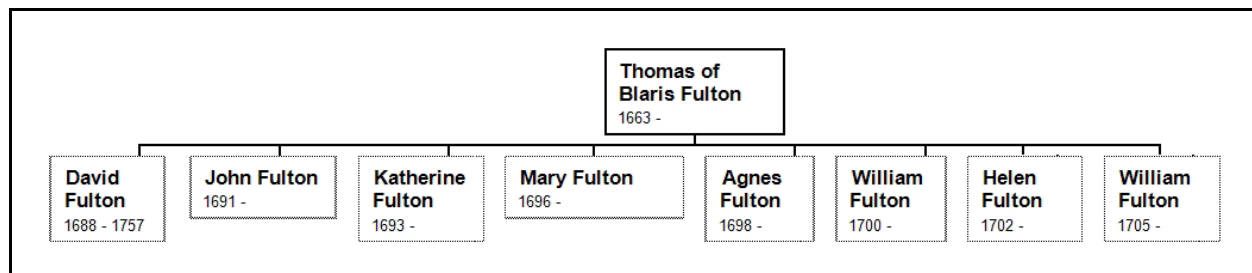 Thomas of
Blaris Fulton
1663 -
David
Fulton
1688 - 1757
John Fulton
1691 -
Katherine
Fulton
1693 -
Mary Fulton
1696 -
Agnes
Fulton
1698 -
William
Fulton
1700 -
Helen
Fulton
1702 -
William
Fulton
1705 -